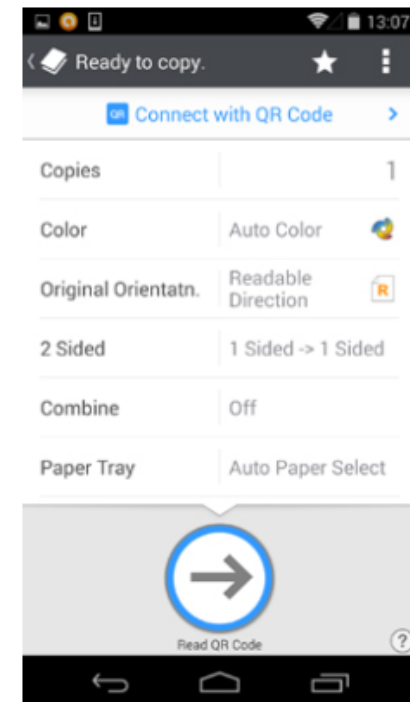 13:07
Ready to copy.
QR Connect with QR Code
Copies 1
Color Auto Color
Original Orientatn. Readable
Direction R
2 Sided 1 Sided -> 1 Sided
Combine Off
Paper Tray Auto Paper Select
Read QR Code
?